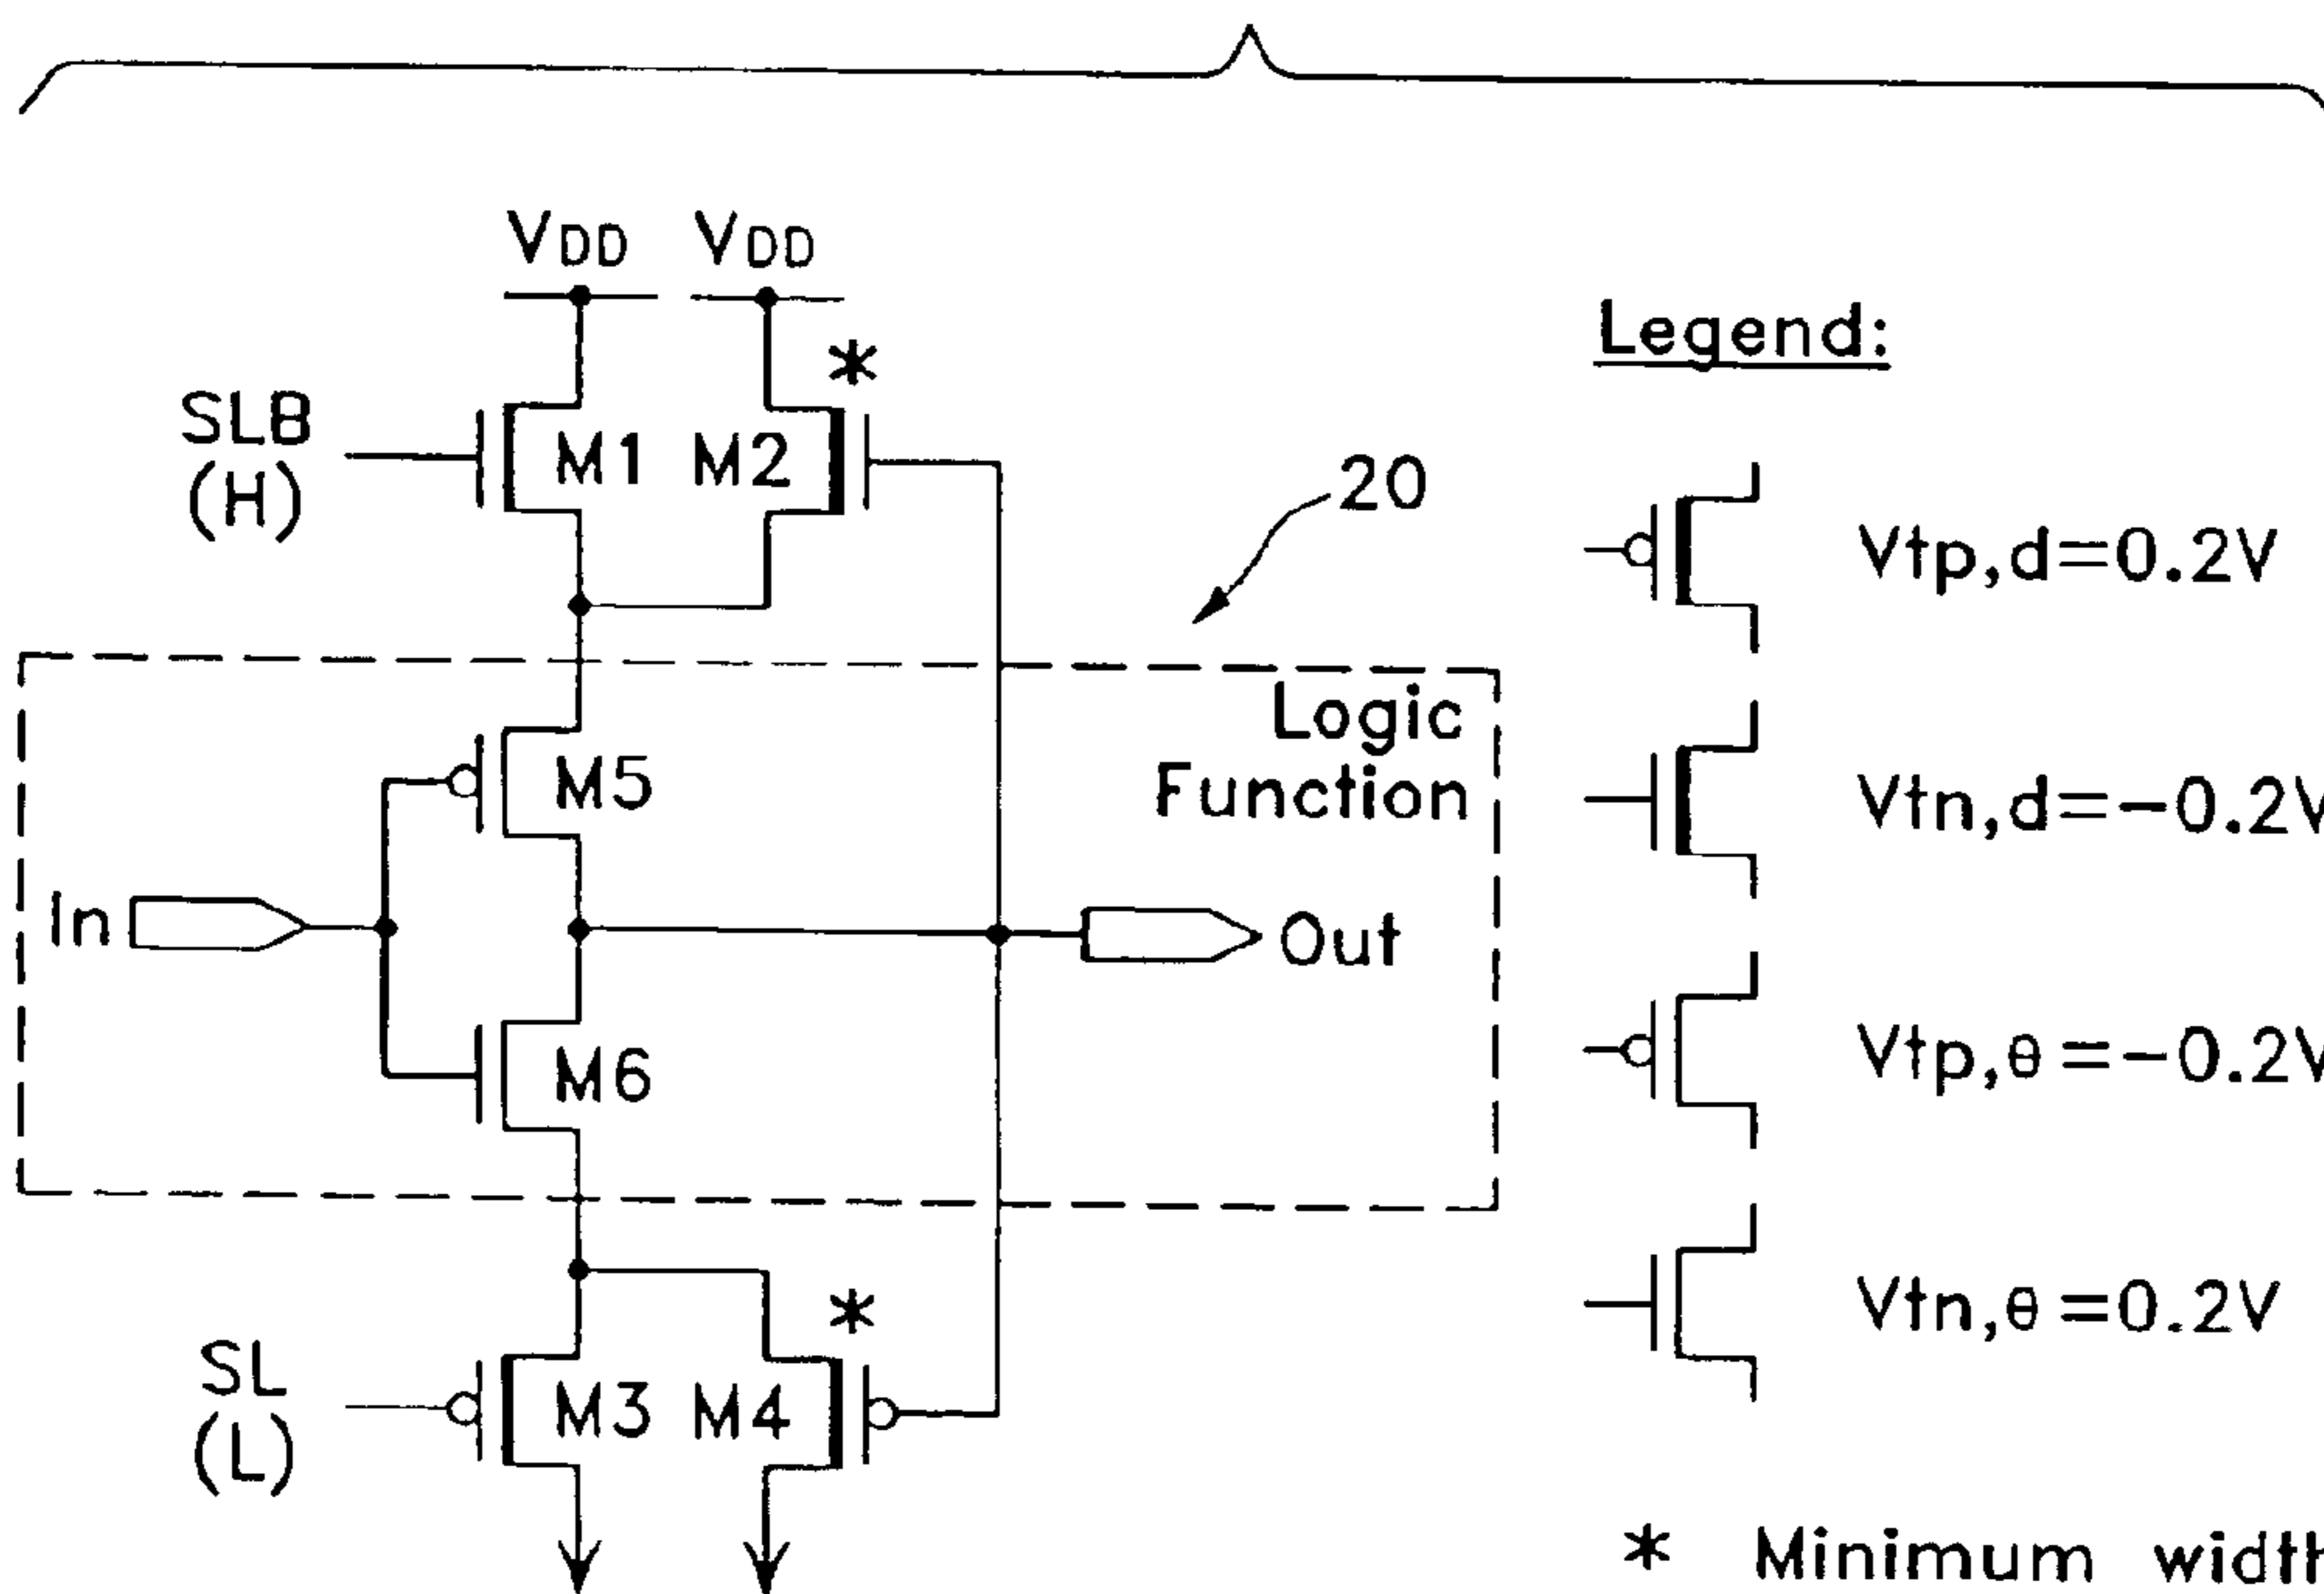 VDD VDD
*
SLB
(H)
M1 M2
20
Logic
Function
M5
In
Out
M6
*
SL
(L)
M3 M4
Legend:
Vtp,d=0.2V
Vtn,d=-0.2V
Vtp,e=-0.2V
Vtn,e=0.2V
* Minimum width